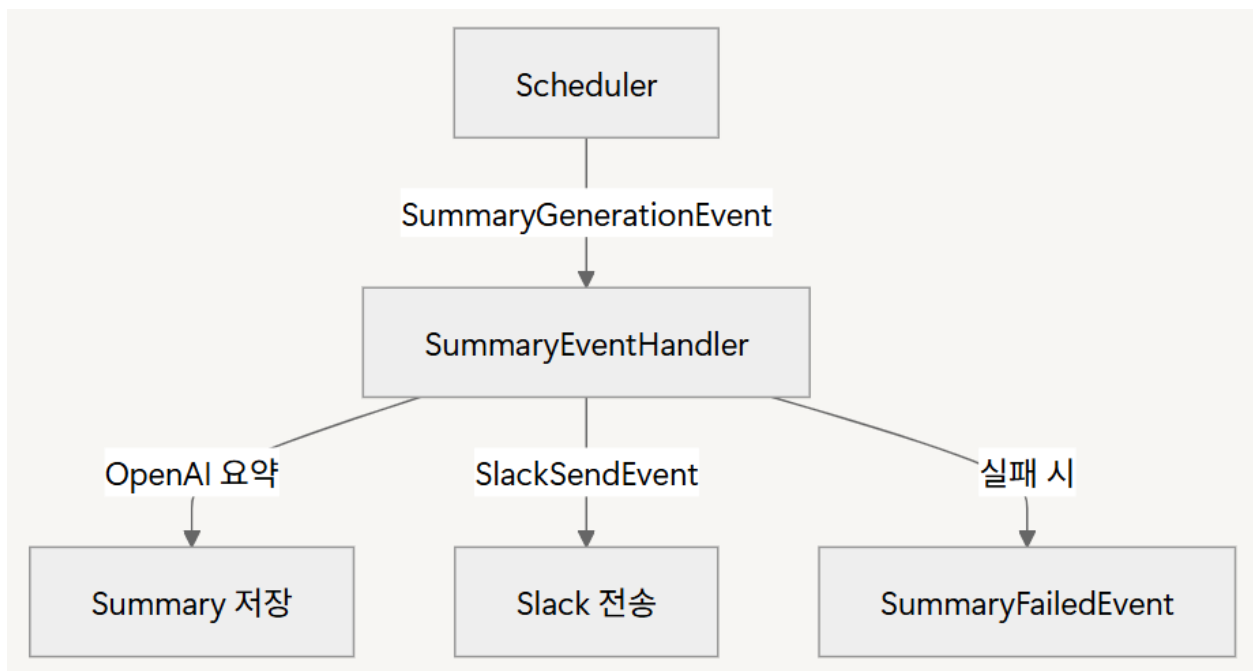 Scheduler
SummaryGenerationEvent
SummaryEventHandler
OpenAI 요약
SlackSendEvent
실패 시
Summary 저장
Slack 전송
SummaryFailedEvent